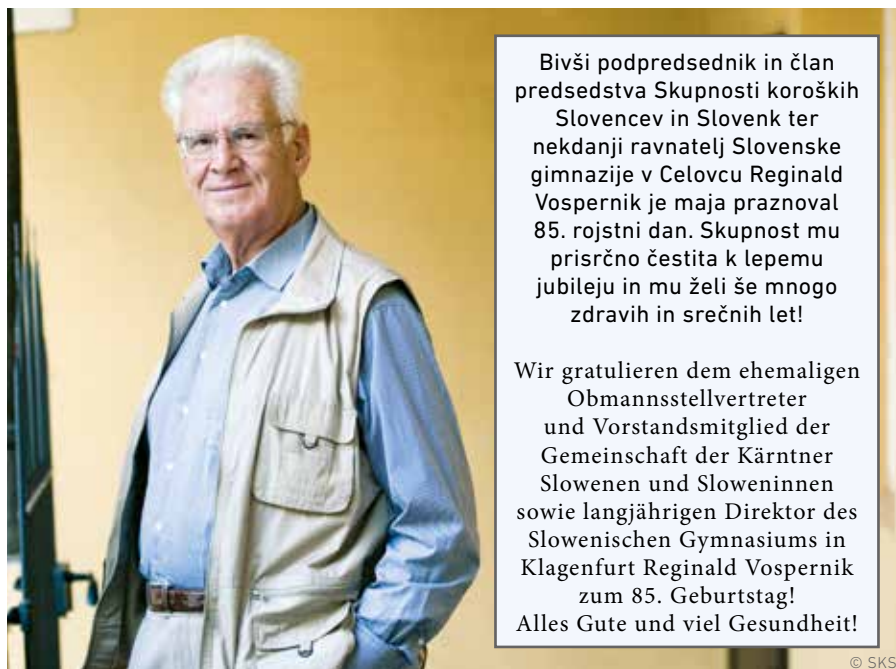 Bivši podpredsednik in član
predsedstva Skupnosti koroških
Slovencev in Slovenk ter
nekdanji ravnatelj Slovenske
gimnazije v Celovcu Reginald
Vospernik je maja praznoval
85. rojstni dan. Skupnost mu
prisrčno čestita k lepemu
jubileju in mu želi še mnogo
zdravih in srečnih let!
Wir gratulieren dem ehemaligen
Obmannsstellvertreter
und Vorstandsmitglied der
Gemeinschaft der Kärntner
Slowenen und Sloweninnen
sowie langjährigen Direktor des
Slowenischen Gymnasiums in
Klagenfurt Reginald Vospernik
zum 85. Geburtstag!
Alles Gute und viel Gesundheit!
© SKS